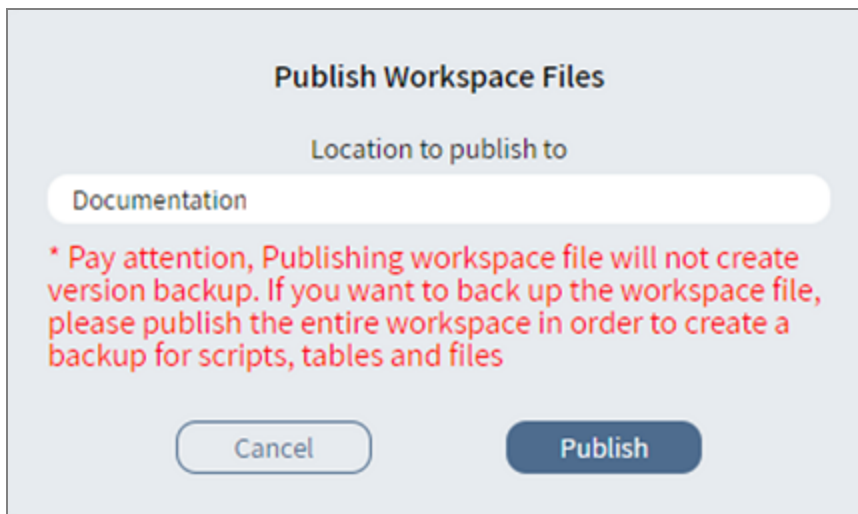 Publish Workspace Files
Location to publish to
Documentation
* Pay attention, Publishing workspace file will not create
version backup. If you want to back up the workspace file,
please publish the entire workspace in order to create a
backup for scripts, tables and files
Cancel
Publish